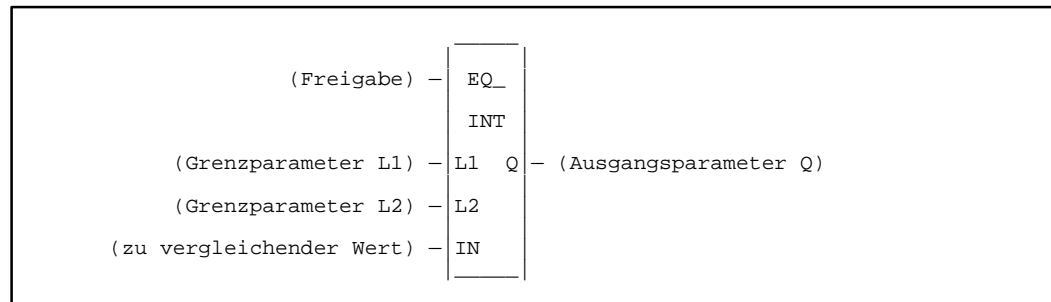 (Freigabe) — EQ_
INT
(Grenzparameter L1) — L1 Q — (Ausgangsparameter Q)
(Grenzparameter L2) — L2
(zu vergleichender Wert) — IN